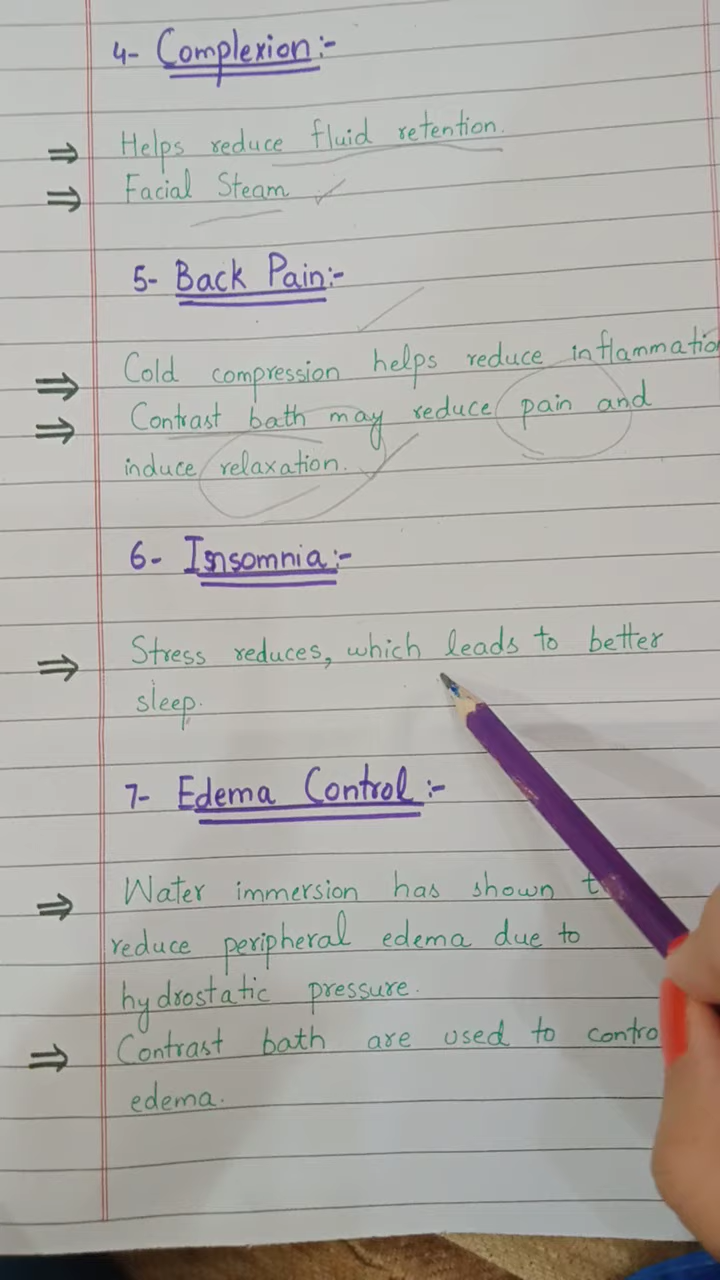 4- Complexion:-
⇒ Helps reduce fluid retention.
⇒ Facial Steam
5- Back Pain:-
⇒ Cold compression helps reduce inflammatio
⇒ Contrast bath may reduce pain and
induce relaxation.
6- Insomnia:-
⇒ Stress reduces, which leads to better
sleep.
7- Edema Control:-
⇒ Water immersion has shown t
reduce peripheral edema due to
hydrostatic pressure.
⇒ Contrast bath are used to contro
edema.